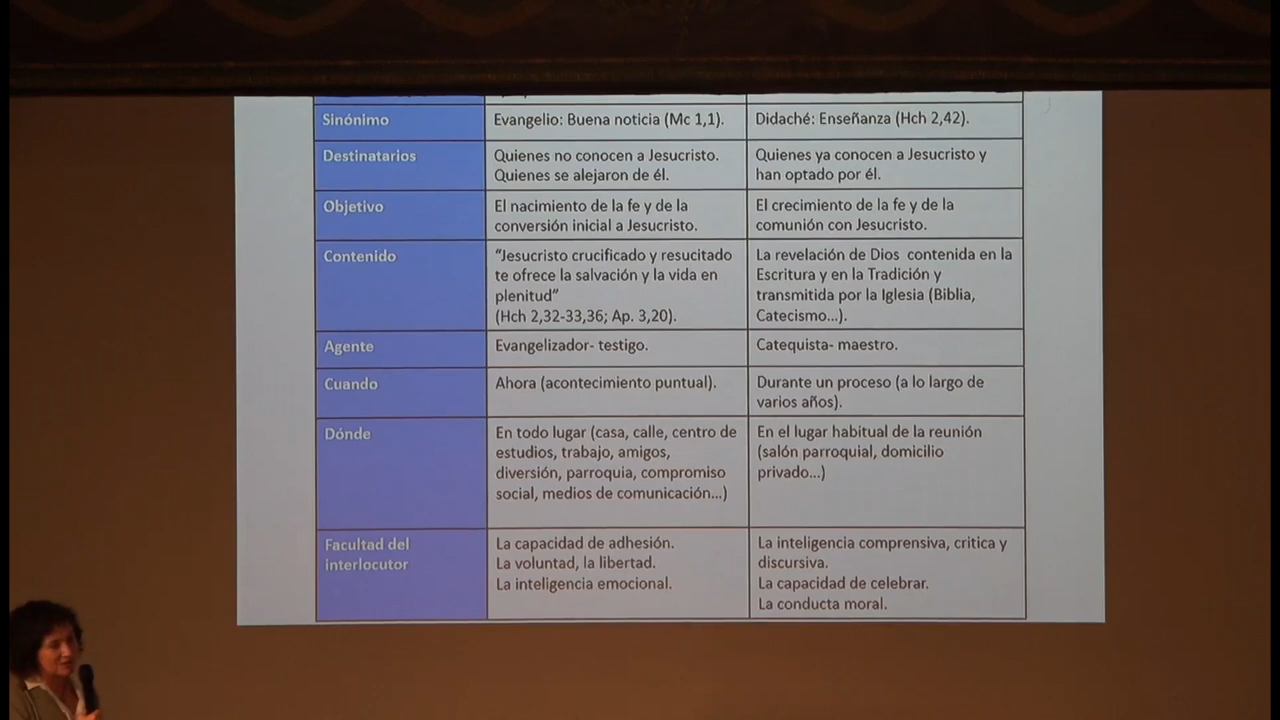 Sinónimo
Evangelio: Buena noticia (Mc 1,1).
Didaché: Enseñanza (Hch 2,42).
Destinatarios
Quienes no conocen a Jesucristo.
Quienes se alejaron de él.
Quienes ya conocen a Jesucristo y
han optado por él.
Objetivo
El nacimiento de la fe y de la
conversión inicial a Jesucristo.
El crecimiento de la fe y de la
comunión con Jesucristo.
Contenido
“Jesucristo crucificado y resucitado
te ofrece la salvación y la vida en
plenitud”
(Hch 2,32-33,36; Ap. 3,20).
La revelación de Dios contenida en la
Escritura y en la Tradición y
transmitida por la Iglesia (Biblia,
Catecismo...).
Agente
Evangelizador- testigo.
Catequista- maestro.
Cuando
Ahora (acontecimiento puntual).
Durante un proceso (a lo largo de
varios años).
Dónde
En todo lugar (casa, calle, centro de
estudios, trabajo, amigos,
diversión, parroquia, compromiso
social, medios de comunicación...)
En el lugar habitual de la reunión
(salón parroquial, domicilio
privado...)
Facultad del
interlocutor
La capacidad de adhesión.
La voluntad, la libertad.
La inteligencia emocional.
La inteligencia comprensiva, critica y
discursiva.
La capacidad de celebrar.
La conducta moral.